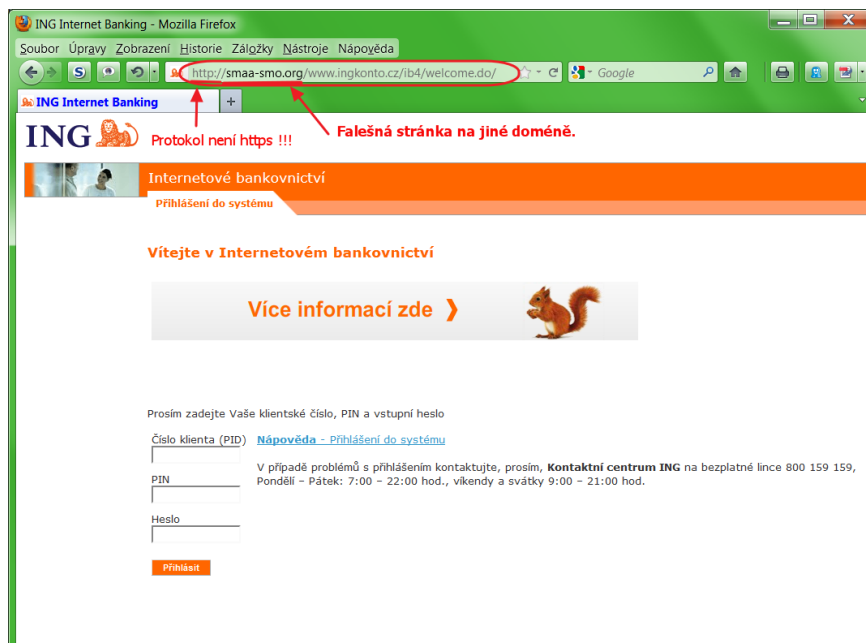 ING Internet Banking - Mozilla Firefox
Soubor Úpravy Zobrazení Historie Záložky Nástroje Nápověda
S http://smaa-smo.org/www.ingkonto.cz/ib4/welcome.do/ Google
ING Internet Banking +
ING
Protokol není https !!!
Falešná stránka na jiné doméně.
Internetové bankovnictví
Přihlášení do systému
Vítejte v Internetovém bankovnictví
Více informací zde ❯
Prosím zadejte Vaše klientské číslo, PIN a vstupní heslo
Číslo klienta (PID) Nápověda - Přihlášení do systému
V případě problémů s přihlášením kontaktujte, prosím, Kontaktní centrum ING na bezplatné lince 800 159 159,
PIN Pondělí – Pátek: 7:00 – 22:00 hod., víkendy a svátky 9:00 – 21:00 hod.
Heslo
Přihlásit